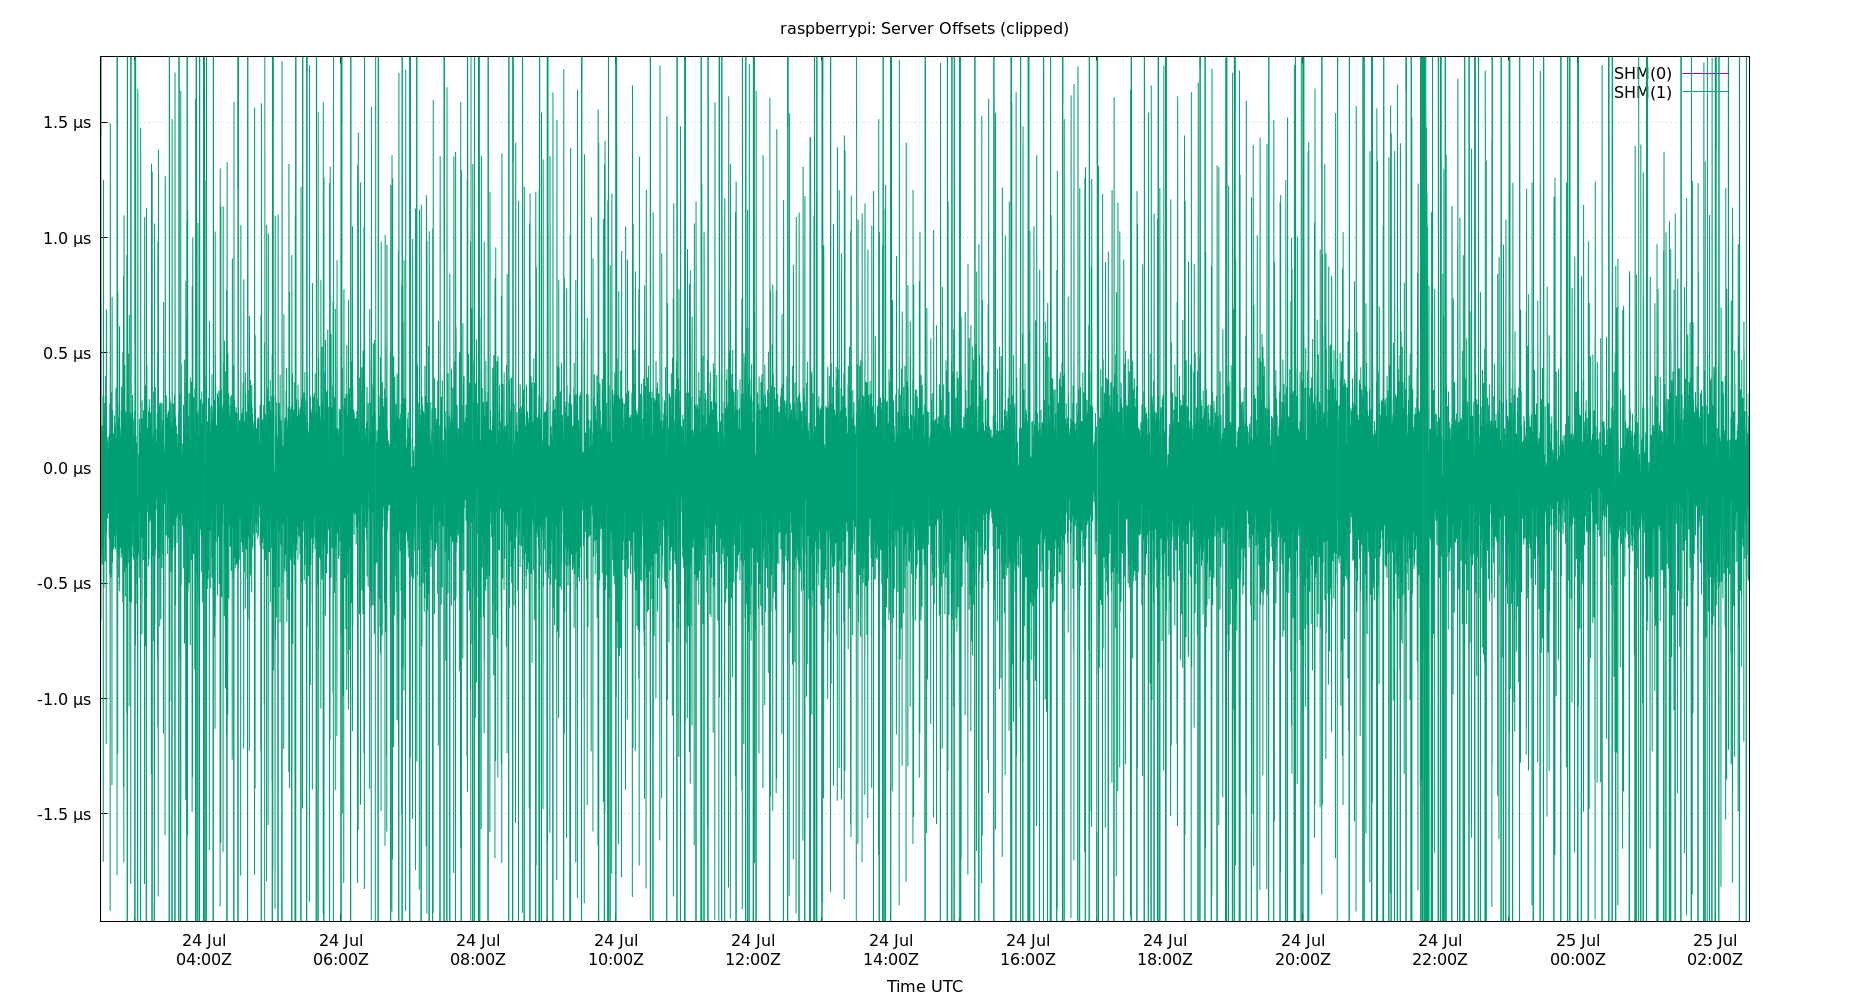 raspberrypi: Server Offsets (clipped)
SHM(0)
SHM(1)
1.5 µs
1.0 µs
0.5 µs
0.0 µs
-0.5 µs
-1.0 µs
-1.5 µs
24 Jul 24 Jul 24 Jul 24 Jul 24 Jul 24 Jul 24 Jul 24 Jul 24 Jul 24 Jul 25 Jul 25 Jul
04:00Z 06:00Z 08:00Z 10:00Z 12:00Z 14:00Z 16:00Z 18:00Z 20:00Z 22:00Z 00:00Z 02:00Z
Time UTC